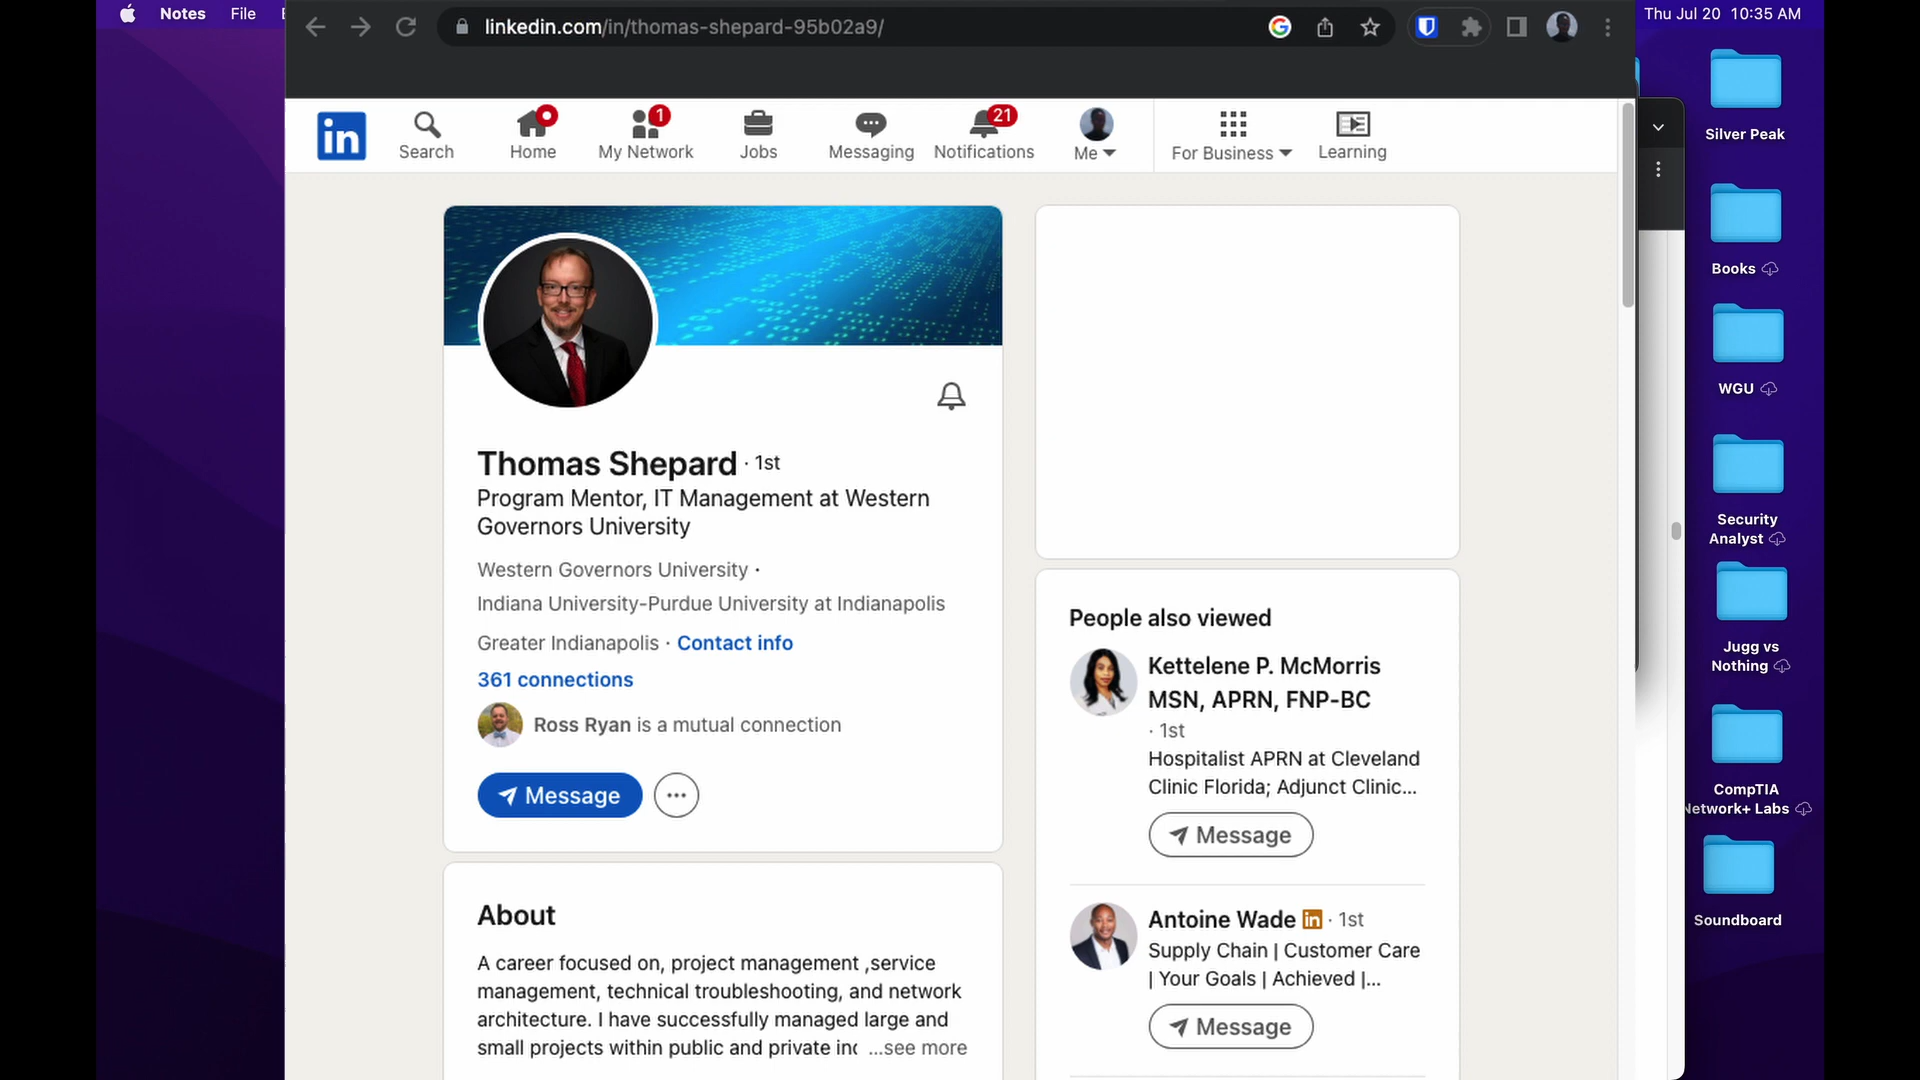 Notes File
Thu Jul 20 10:35 AM
linkedin.com/in/thomas-shepard-95b02a9/
in
Search
Home
1
My Network
Jobs
Messaging
21
Notifications
Me
For Business
Learning
Thomas Shepard · 1st
Program Mentor, IT Management at Western
Governors University
Western Governors University ·
Indiana University-Purdue University at Indianapolis
Greater Indianapolis · Contact info
361 connections
Ross Ryan is a mutual connection
Message
About
A career focused on, project management ,service
management, technical troubleshooting, and network
architecture. I have successfully managed large and
small projects within public and private ...see more
People also viewed
Kettelene P. McMorris
MSN, APRN, FNP-BC
· 1st
Hospitalist APRN at Cleveland
Clinic Florida; Adjunct Clinic...
Message
Antoine Wade in · 1st
Supply Chain | Customer Care
| Your Goals | Achieved |...
Message
Silver Peak
Books
WGU
Security
Analyst
Jugg vs
Nothing
CompTIA
Network+ Labs
Soundboard